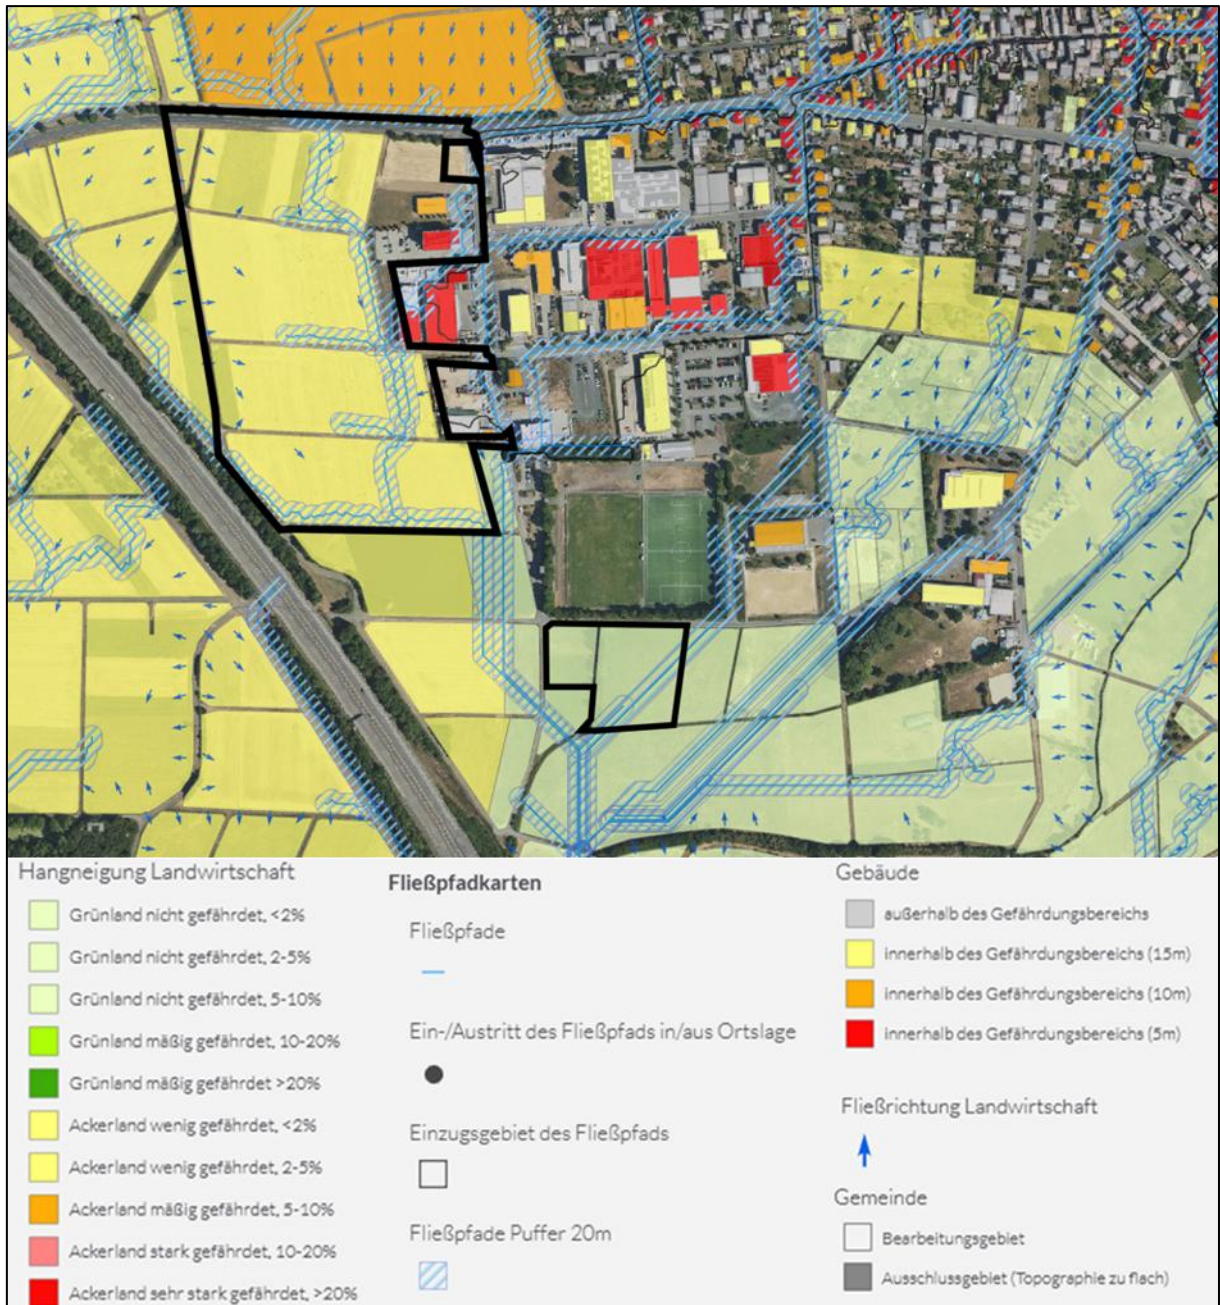 Hangneigung Landwirtschaft
Grünland nicht gefährdet, <2%
Grünland nicht gefährdet, 2-5%
Grünland nicht gefährdet, 5-10%
Grünland mäßig gefährdet, 10-20%
Grünland mäßig gefährdet >20%
Ackerland wenig gefährdet, <2%
Ackerland wenig gefährdet, 2-5%
Ackerland mäßig gefährdet, 5-10%
Ackerland stark gefährdet, 10-20%
Ackerland sehr stark gefährdet, >20%
Fließpfadkarten
Fließpfade
Ein-/Austritt des Fließpfads in/aus Ortslage
Einzugsgebiet des Fließpfads
Fließpfade Puffer 20m
Gebäude
außerhalb des Gefährdungsbereichs
innerhalb des Gefährdungsbereichs (15m)
innerhalb des Gefährdungsbereichs (10m)
innerhalb des Gefährdungsbereichs (5m)
Fließrichtung Landwirtschaft
Gemeinde
Bearbeitungsgebiet
Ausschlussgebiet (Topographie zu flach)